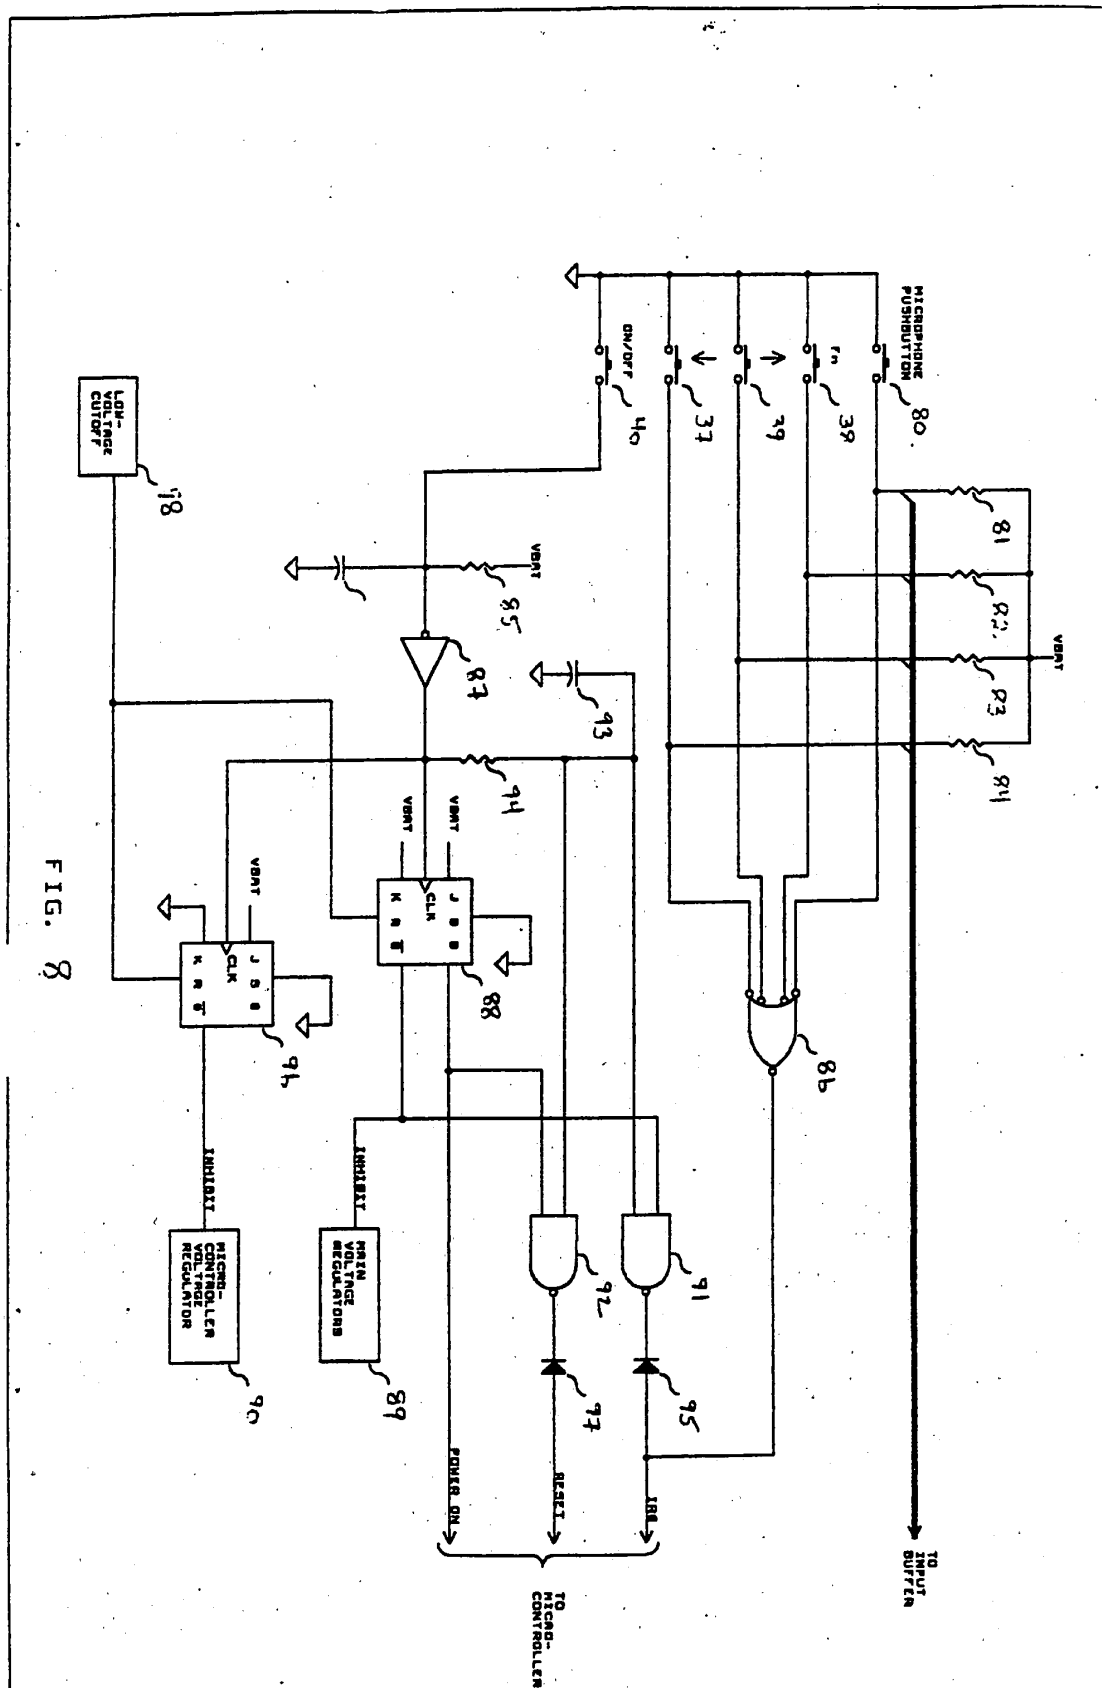 MICROPHONE
PUSHBUTTON
80.
Fn
38
↑
39
↓
37
ON/OFF
40
81
82.
83
84
VBAT
TO
INPUT
BUFFER
86
VBAT
85
87
93
94
LOW-
VOLTAGE
CUTOFF
VBAT
VBAT
J S
CLK
K R
88
VBAT
J S
CLK
K R
91
92
95
97
IRQ
RESET
POWER ON
TO
MICRO-
CONTROLLER
INHIBIT
MAIN
VOLTAGE
REGULATORS
89
INHIBIT
MICRO-
CONTROLLER
VOLTAGE
REGULATOR
90
FIG. 8